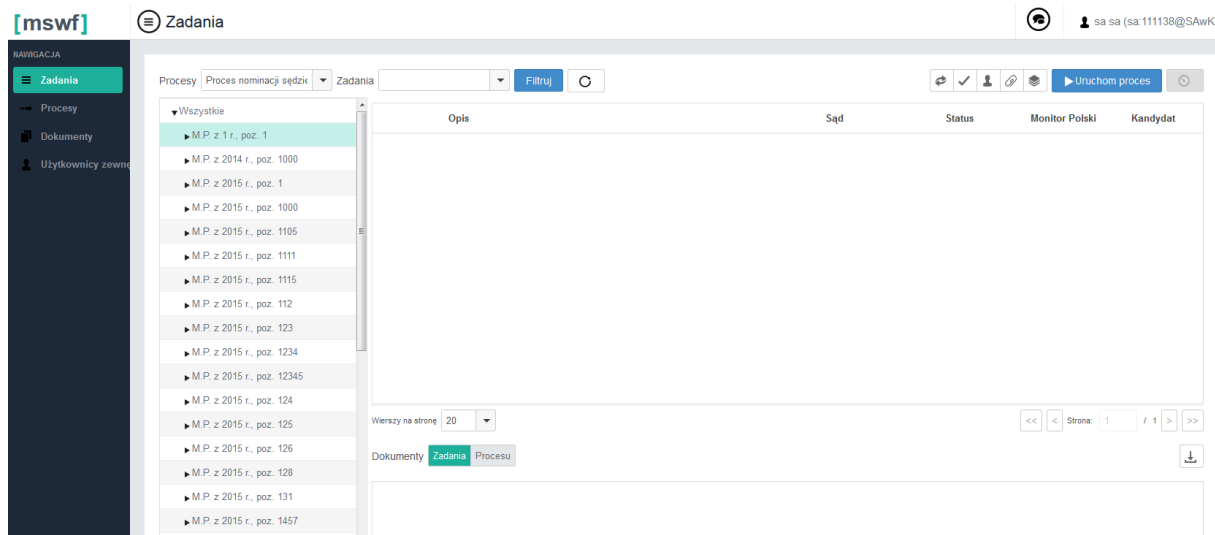 [mswf]
Zadania
sa sa (sa:111138@SAwK
NAWIGACJA
Zadania
Procesy
Dokumenty
Użytkownicy zewnę
Procesy Proces nominacji sędzie Zadania Filtruj Uruchom proces
Wszystkie
M.P. z 1 r., poz. 1
M.P. z 2014 r., poz. 1000
M.P. z 2015 r., poz. 1
M.P. z 2015 r., poz. 1000
M.P. z 2015 r., poz. 1105
M.P. z 2015 r., poz. 1111
M.P. z 2015 r., poz. 1115
M.P. z 2015 r., poz. 112
M.P. z 2015 r., poz. 123
M.P. z 2015 r., poz. 1234
M.P. z 2015 r., poz. 12345
M.P. z 2015 r., poz. 124
M.P. z 2015 r., poz. 125
M.P. z 2015 r., poz. 126
M.P. z 2015 r., poz. 128
M.P. z 2015 r., poz. 131
M.P. z 2015 r., poz. 1457
Opis Sąd Status Monitor Polski Kandydat
Wierszy na stronę 20 << < Strona: 1 / 1 > >>
Dokumenty Zadania Procesu